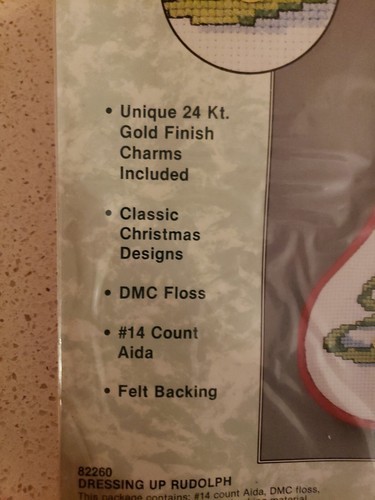 • Unique 24 Kt.
Gold Finish
Charms
Included
• Classic
Christmas
Designs
• DMC Floss
• #14 Count
Aida
• Felt Backing
82260
DRESSING UP RUDOLPH
This package contains: #14 count Aida, DMC floss,
material